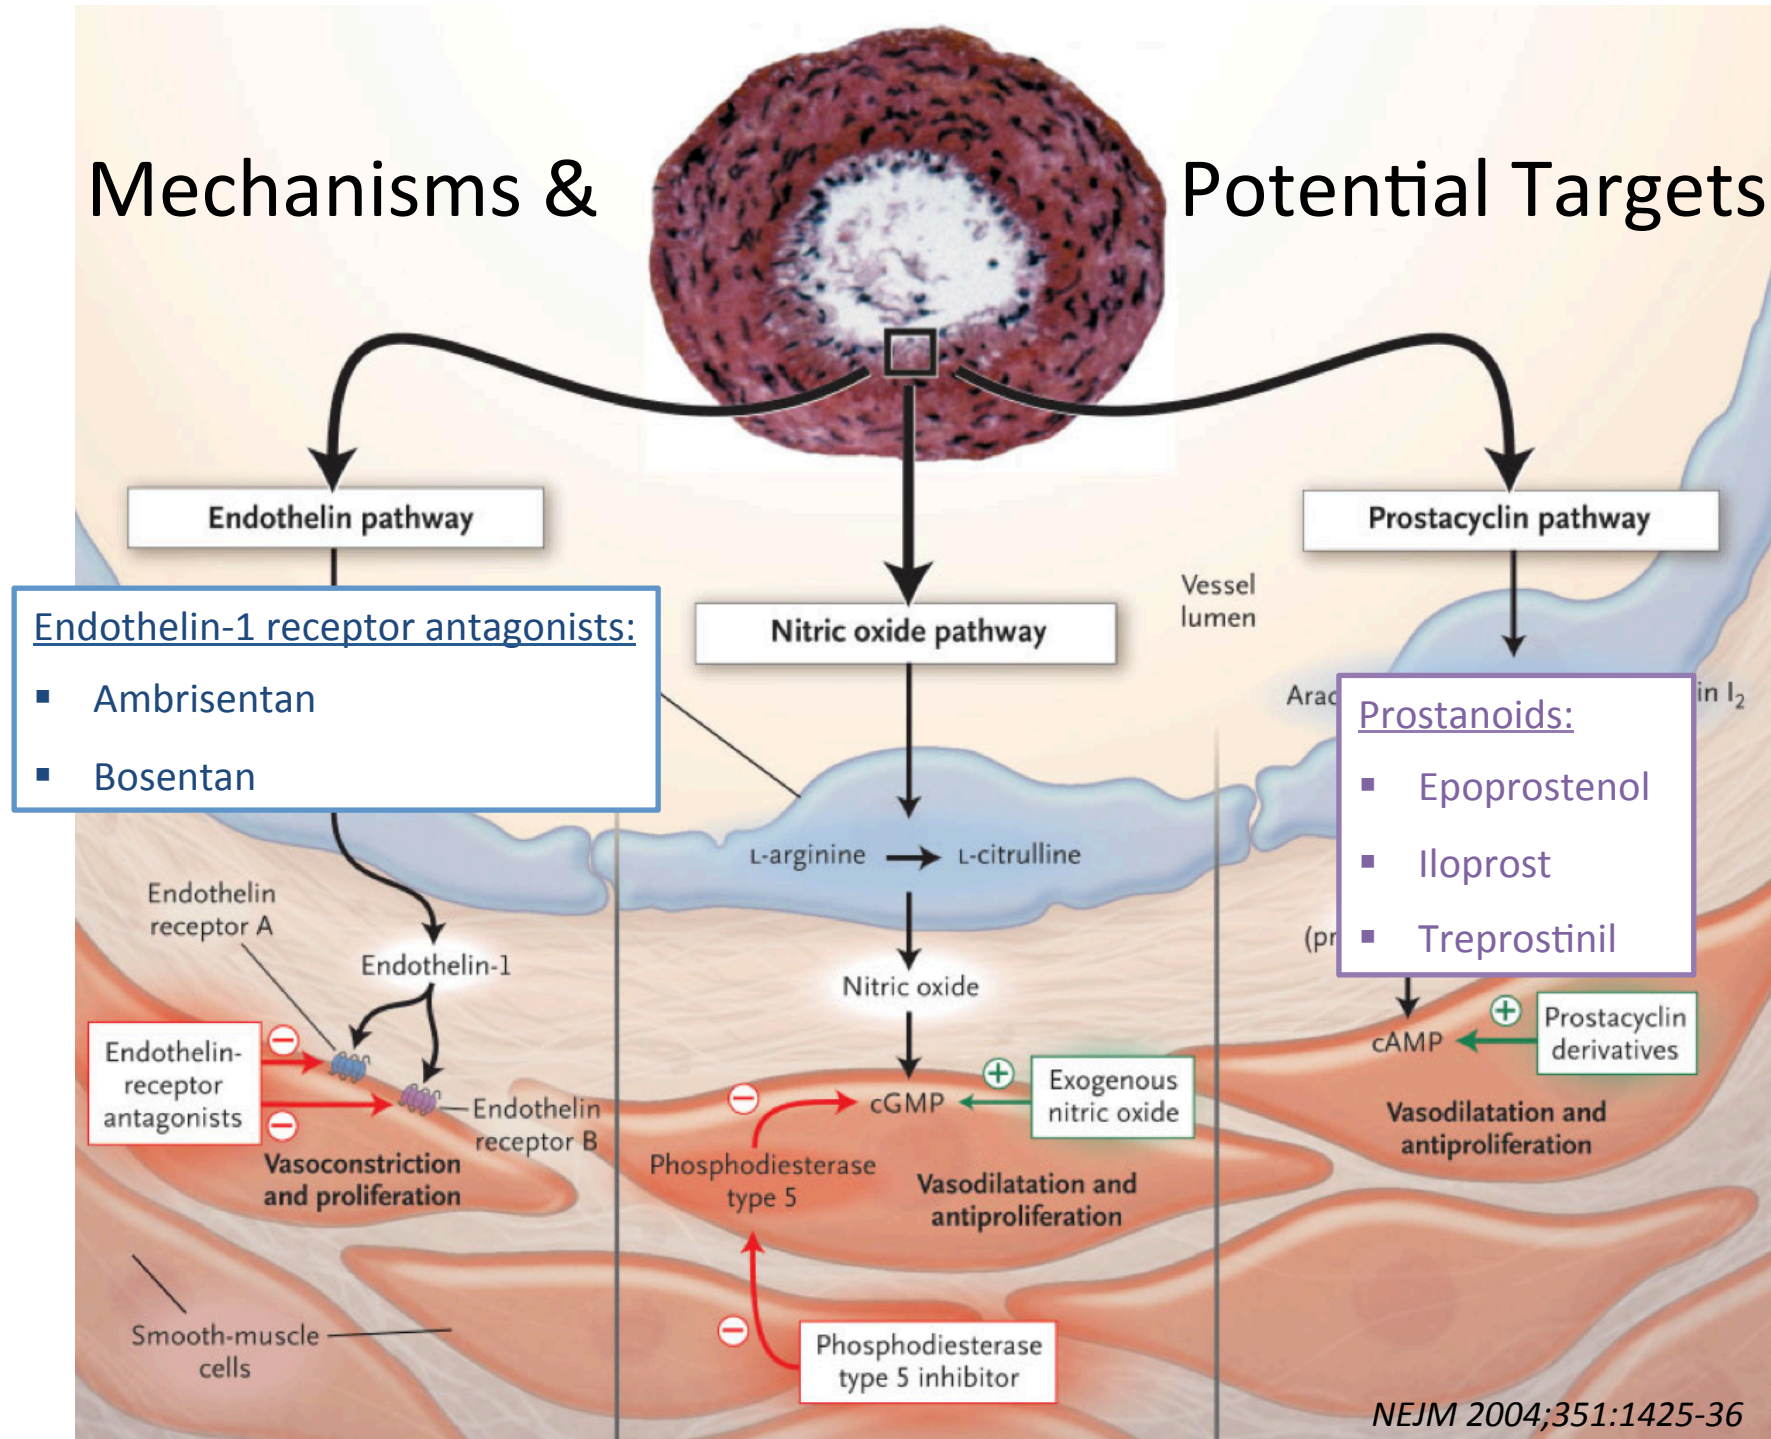 Mechanisms &
Potential Targets
Endothelin pathway
Prostacyclin pathway
Nitric oxide pathway
Vessel
lumen
Endothelin-1 receptor antagonists:
▪ Ambrisentan
▪ Bosentan
in I₂
Prostanoids:
▪ Epoprostenol
▪ Iloprost
▪ Treprostinil
L-arginine
L-citrulline
Endothelin
receptor A
Endothelin-1
Nitric oxide
Endothelin-
receptor
antagonists
Endothelin
receptor B
Vasoconstriction
and proliferation
cGMP
Exogenous
nitric oxide
Phosphodiesterase
type 5
Vasodilatation and
antiproliferation
cAMP
Prostacyclin
derivatives
Vasodilatation and
antiproliferation
Smooth-muscle
cells
Phosphodiesterase
type 5 inhibitor
NEJM 2004;351:1425-36